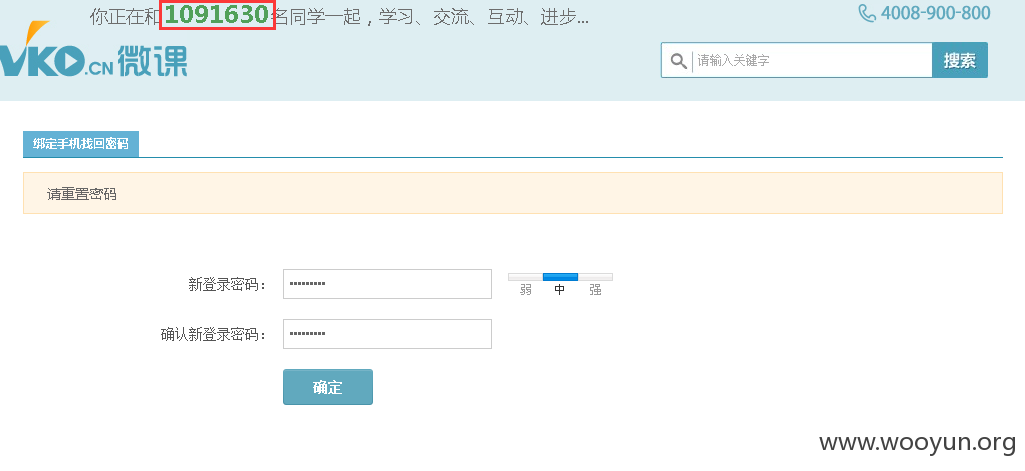 你正在和1091630名同学一起，学习、交流、互动、进步...
4008-900-800
VKO.CN 微课
请输入关键字
搜索
绑定手机找回密码
请重置密码
新登录密码：
弱 中 强
确认新登录密码：
确定
www.wooyun.org